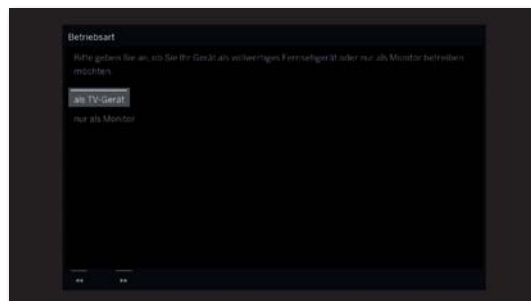 Betriebsart
Bitte geben Sie an, ob Sie Ihr Gerät als vollwertiges Fernsehgerät oder nur als Monitor betreiben
möchten.
als TV-Gerät
nur als Monitor